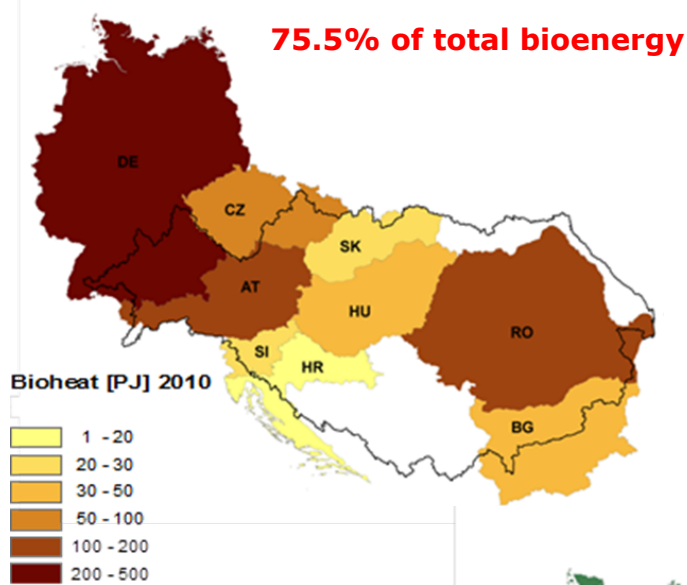 75.5% of total bioenergy
DE
CZ
SK
AT
HU
RO
SI
HR
BG
Bioheat [PJ] 2010
1 - 20
20 - 30
30 - 50
50 - 100
100 - 200
200 - 500